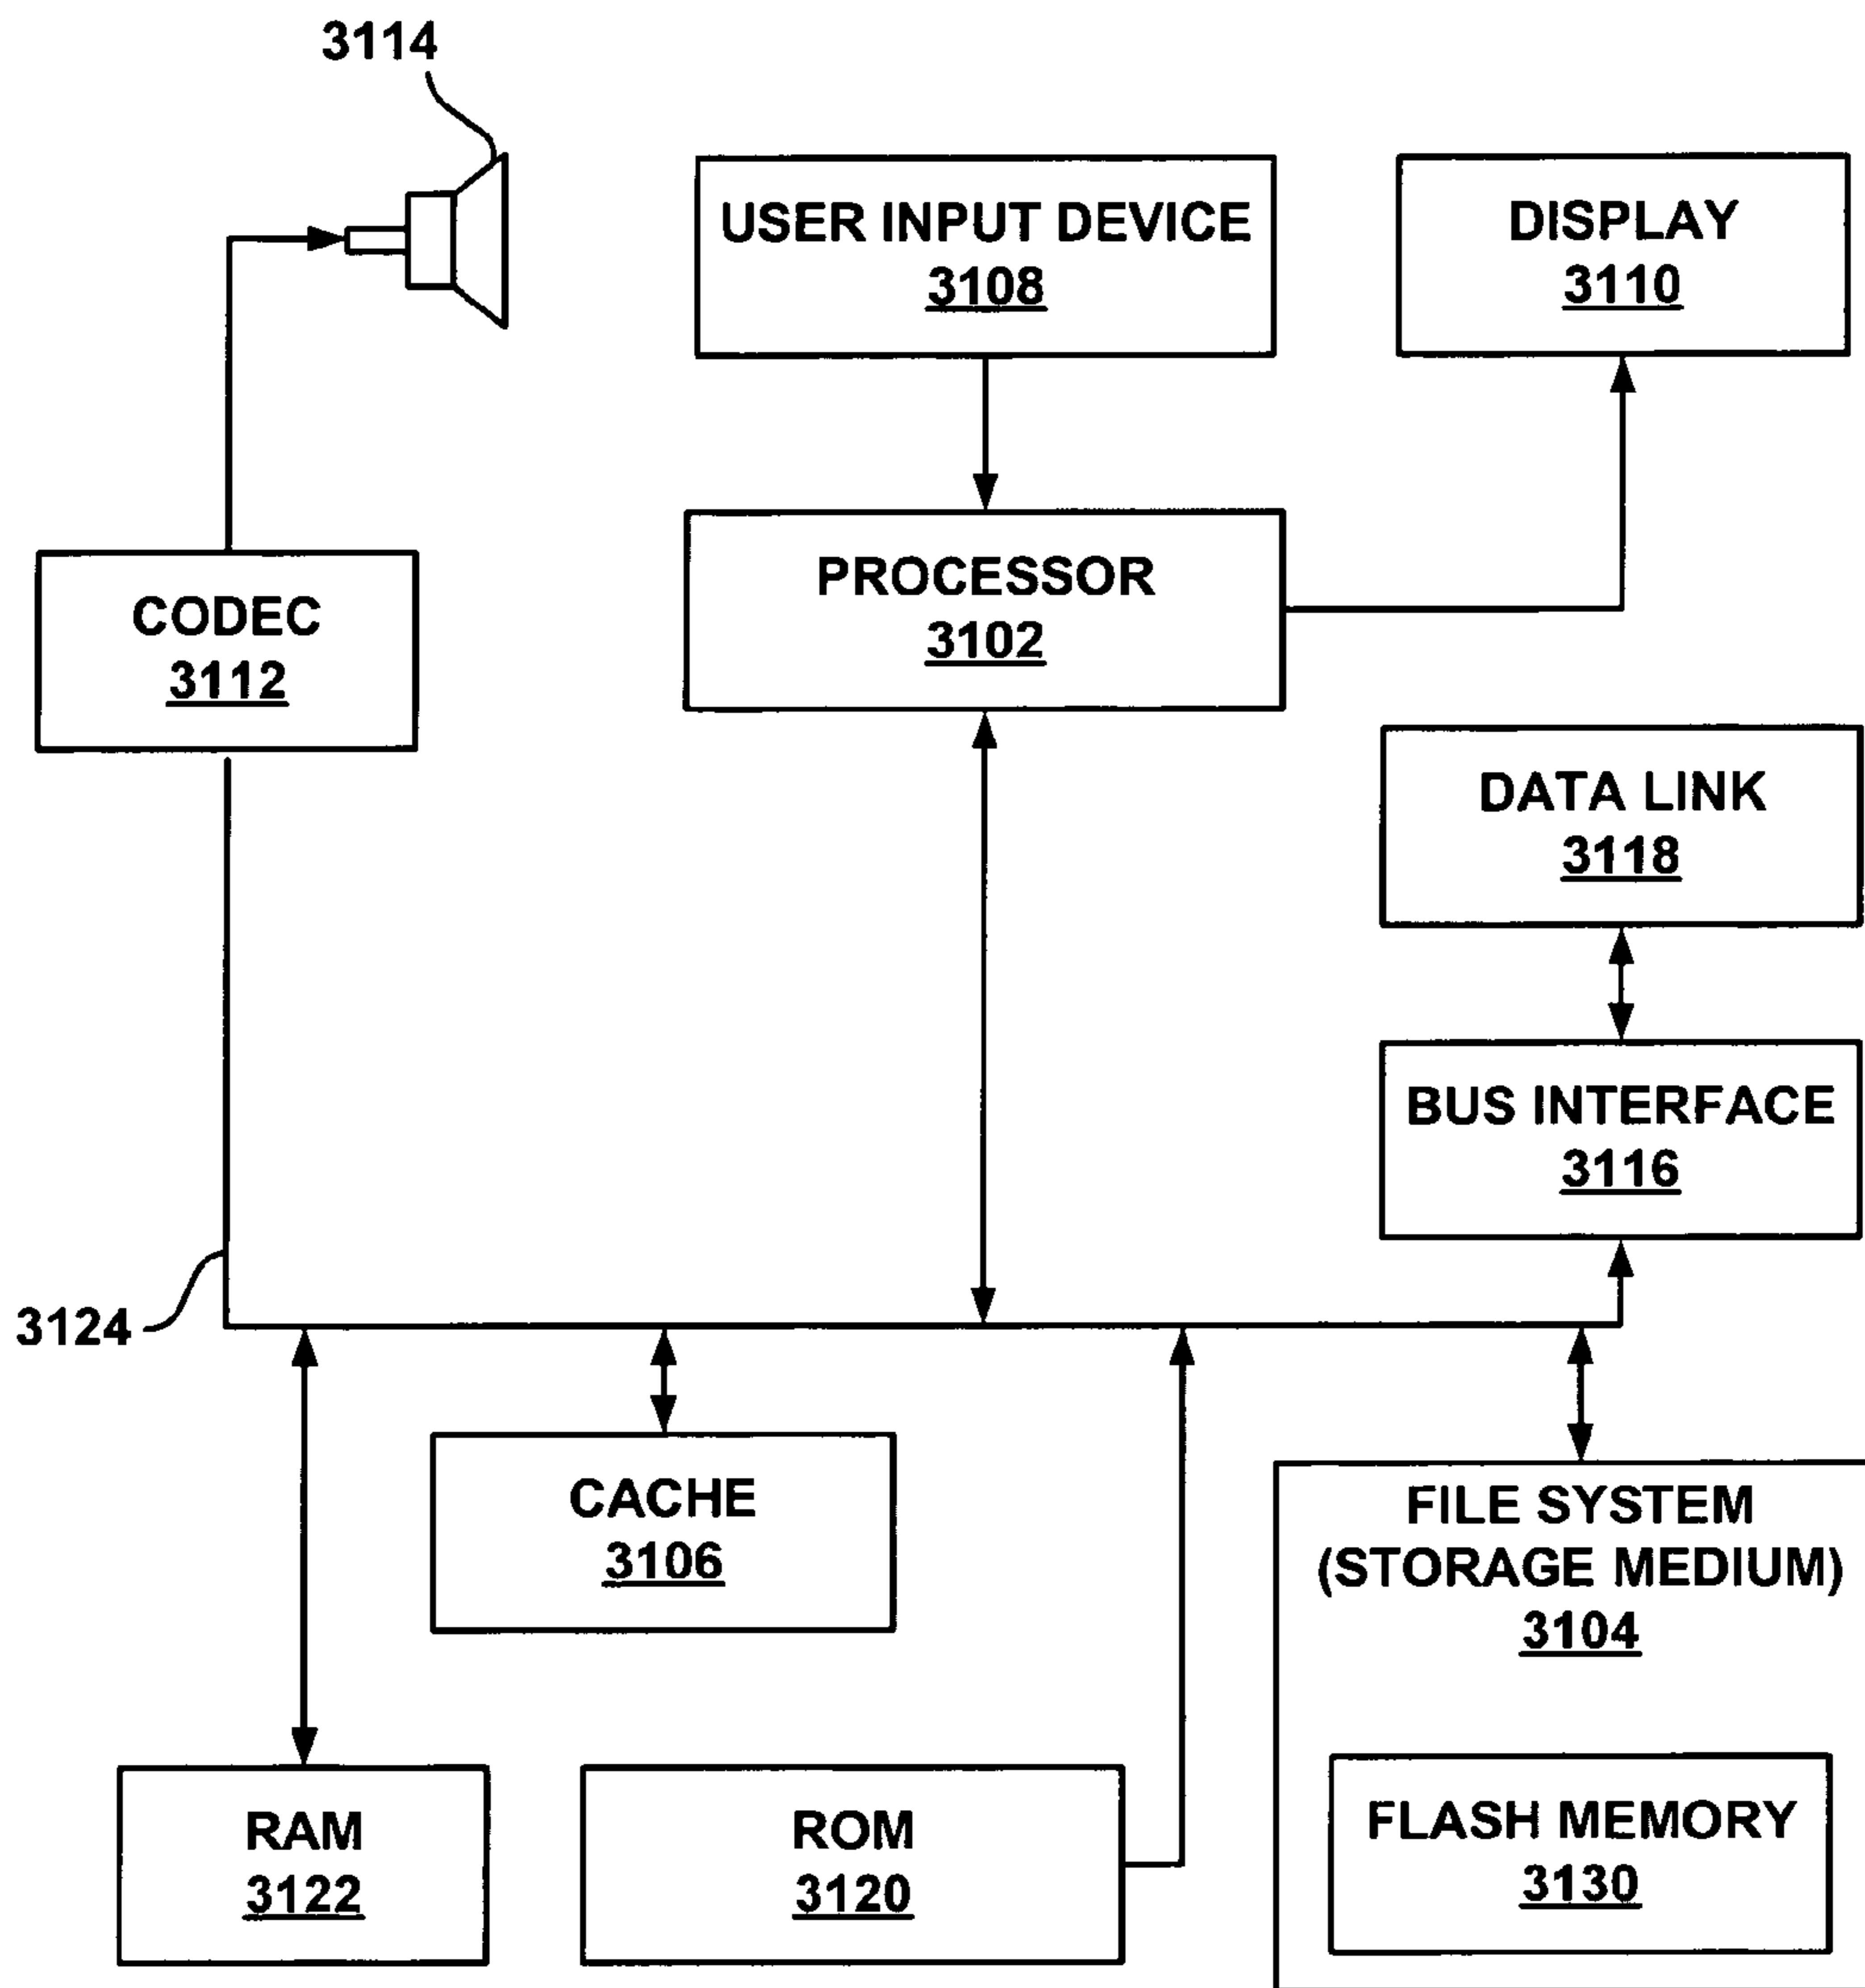 3114
USER INPUT DEVICE
3108
DISPLAY
3110
PROCESSOR
3102
CODEC
3112
DATA LINK
3118
BUS INTERFACE
3116
3124
CACHE
3106
FILE SYSTEM
(STORAGE MEDIUM)
3104
RAM
3122
ROM
3120
FLASH MEMORY
3130